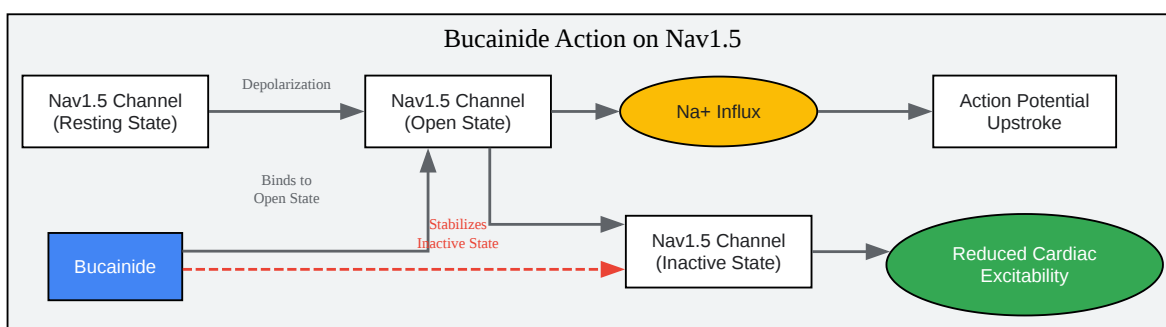 Bucainide Action on Nav1.5
Nav1.5 Channel
(Resting State)
Depolarization
Nav1.5 Channel
(Open State)
Na+ Influx
Action Potential
Upstroke
Binds to
Open State
Stabilizes
Inactive State
Bucainide
Nav1.5 Channel
(Inactive State)
Reduced Cardiac
Excitability